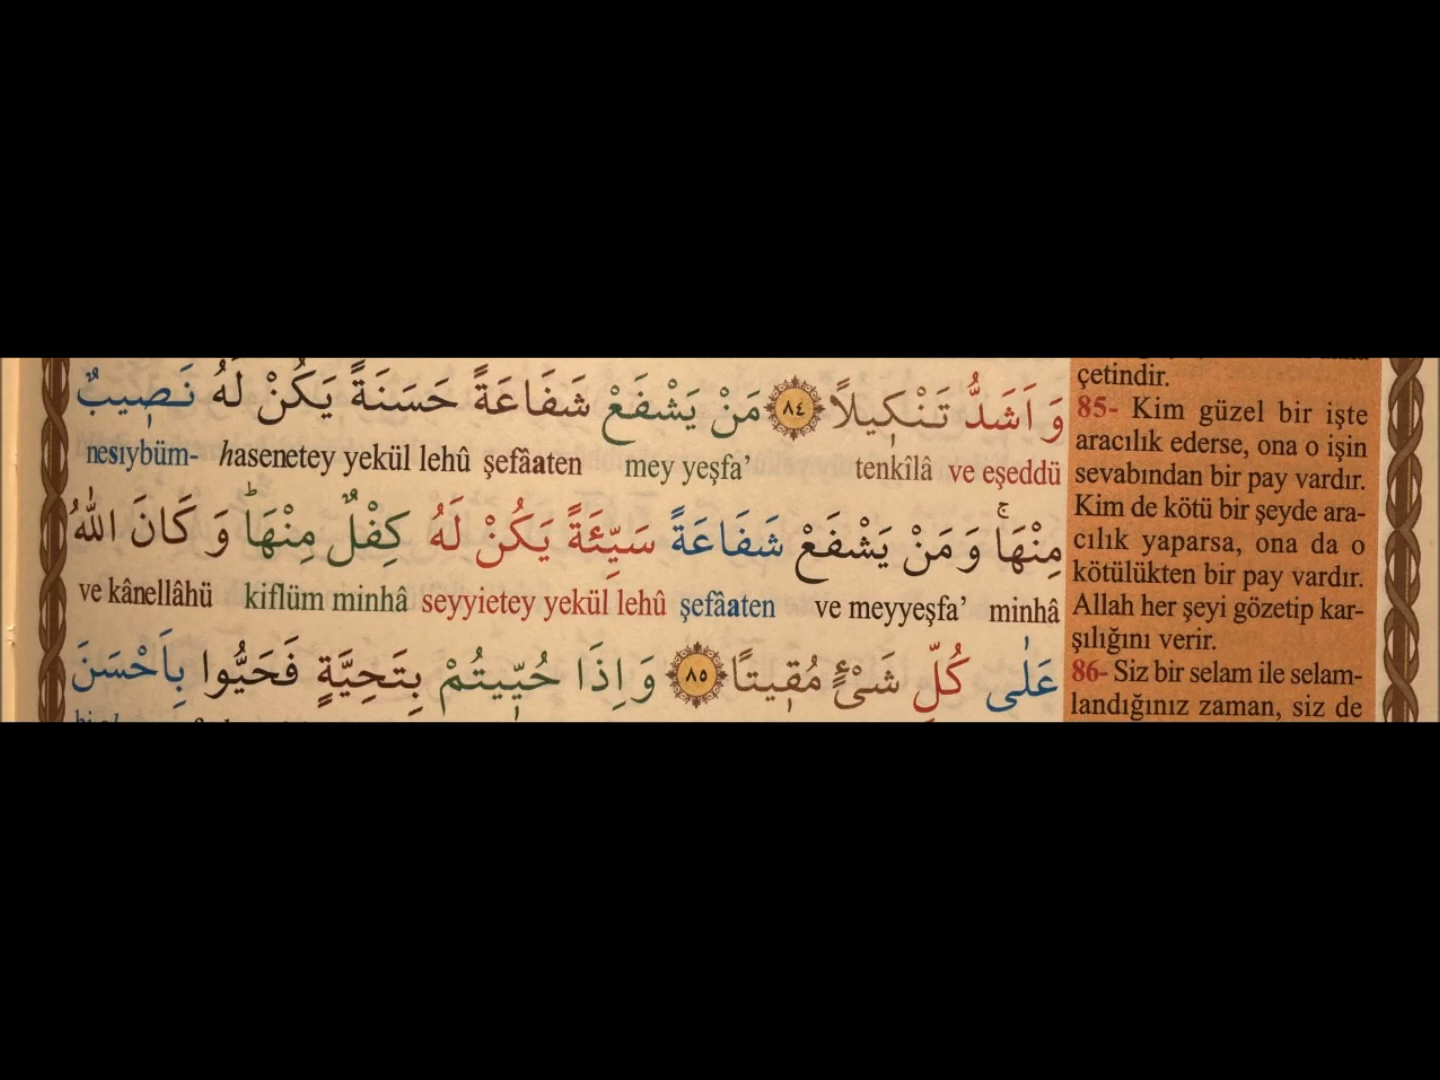 وَ اَشَدُّ تَنْكٖيلًا ﴿٨٤﴾ مَنْ يَشْفَعْ شَفَاعَةً حَسَنَةً يَكُنْ لَهُ نَصٖيبٌ
nesıybüm- hasenetey yekül lehû şefâaten mey yeşfa’ tenkîlâ ve eşeddü
مِنْهَاۚ وَ مَنْ يَشْفَعْ شَفَاعَةً سَيِّئَةً يَكُنْ لَهُ كِفْلٌ مِنْهَاؕ وَ كَانَ اللّٰهُ
ve kânellâhü kiflüm minhâ seyyietey yekül lehû şefâaten ve meyyeşfa’ minhâ
عَلٰى كُلِّ شَیْءٍ مُقٖيتًا ﴿٨٥﴾ وَ اِذَا حُيّٖيتُمْ بِتَحِيَّةٍ فَحَيُّوا بِاَحْسَنَ
çetindir.
85- Kim güzel bir işte
aracılık ederse, ona o işin
sevabından bir pay vardır.
Kim de kötü bir şeyde ara-
cılık yaparsa, ona da o
kötülükten bir pay vardır.
Allah her şeyi gözetip kar-
şılığını verir.
86- Siz bir selam ile selam-
landığınız zaman, siz de